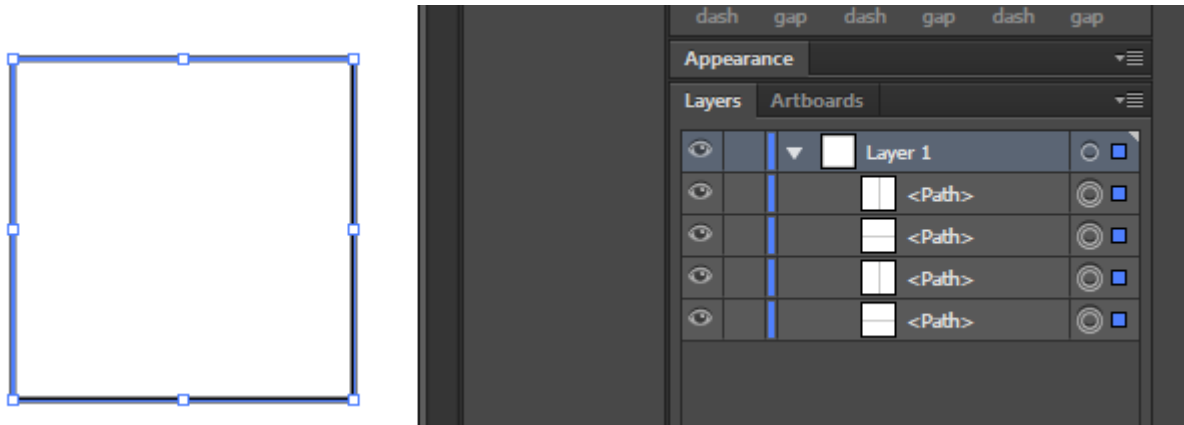 dash gap dash gap dash gap
Appearance
Layers Artboards
Layer 1
<Path>
<Path>
<Path>
<Path>